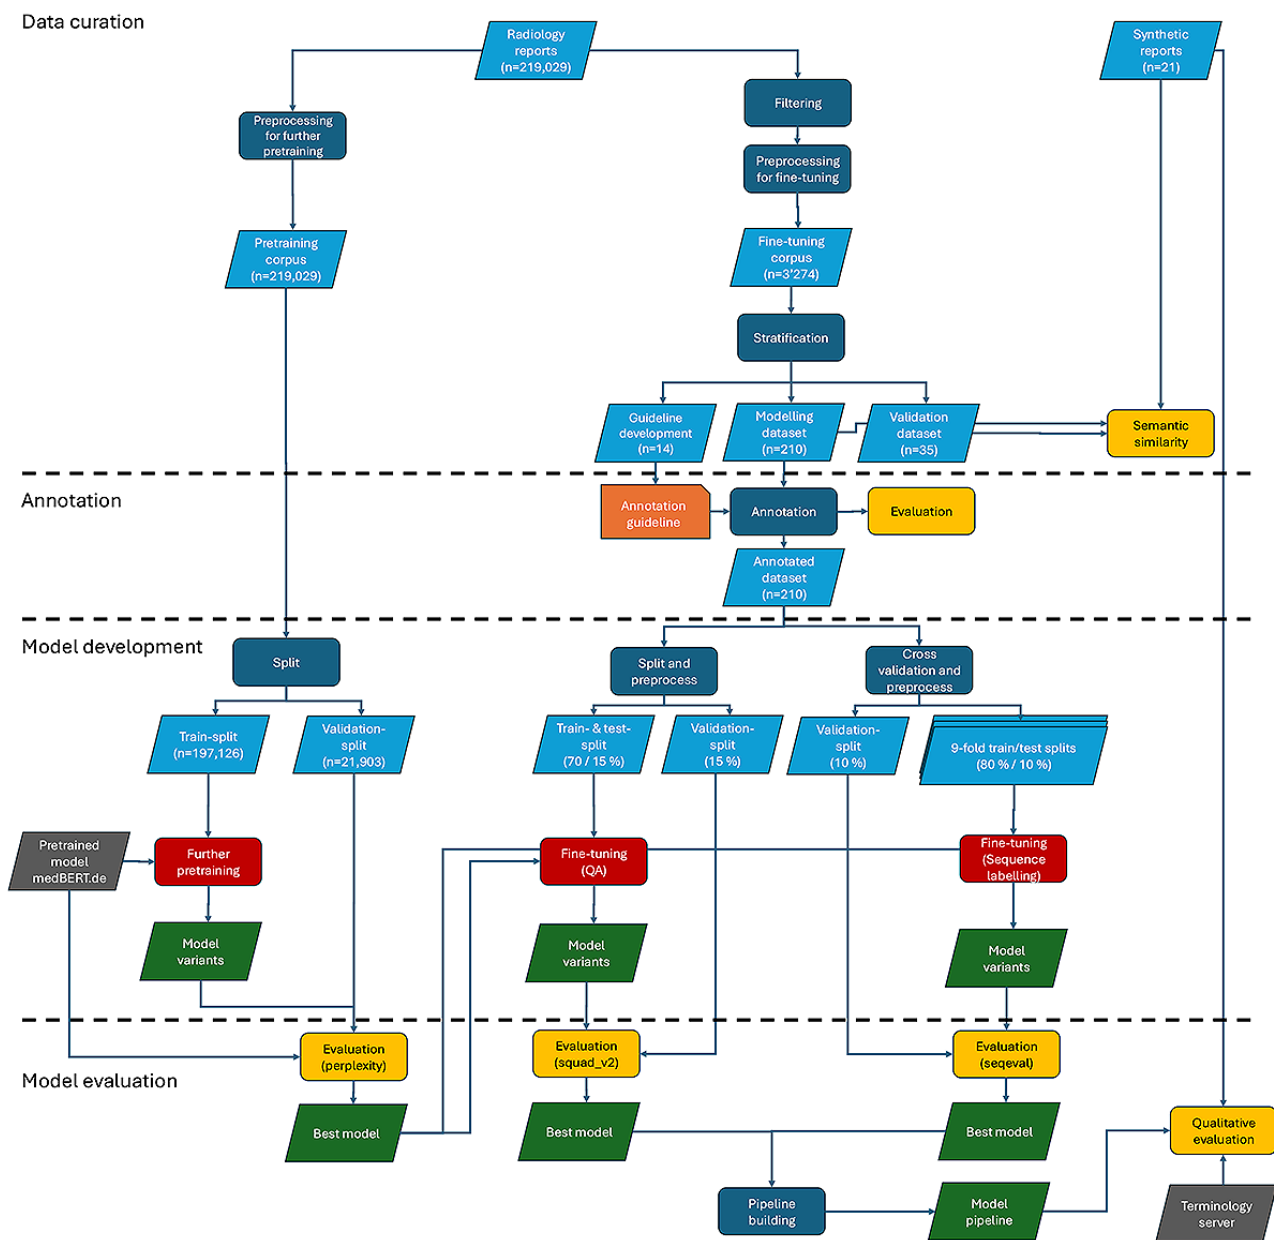 Data curation
Radiology
reports
(n=219,029)
Synthetic
reports
(n=21)
Filtering
Preprocessing
for further
pretraining
Preprocessing
for fine-tuning
Pretraining
corpus
(n=219,029)
Fine-tuning
corpus
(n=3'274)
Stratification
Guideline
development
(n=14)
Modelling
dataset
(n=210)
Validation
dataset
(n=35)
Semantic
similarity
Annotation
Annotation
guideline
Annotation
Evaluation
Annotated
dataset
(n=210)
Model development
Split
Split and
preprocess
Cross
validation and
preprocess
Train-split
(n=197,126)
Validation-
split
(n=21,903)
Train- & test-
split
(70 / 15 %)
Validation-
split
(15 %)
Validation-
split
(10 %)
9-fold train/test splits
(80 % / 10 %)
Pretrained
model
medBERT.de
Further
pretraining
Fine-tuning
(QA)
Fine-tuning
(Sequence
labelling)
Model
variants
Model
variants
Model
variants
Evaluation
(perplexity)
Evaluation
(squad_v2)
Evaluation
(seqeval)
Model evaluation
Best model
Best model
Best model
Qualitative
evaluation
Pipeline
building
Model
pipeline
Terminology
server